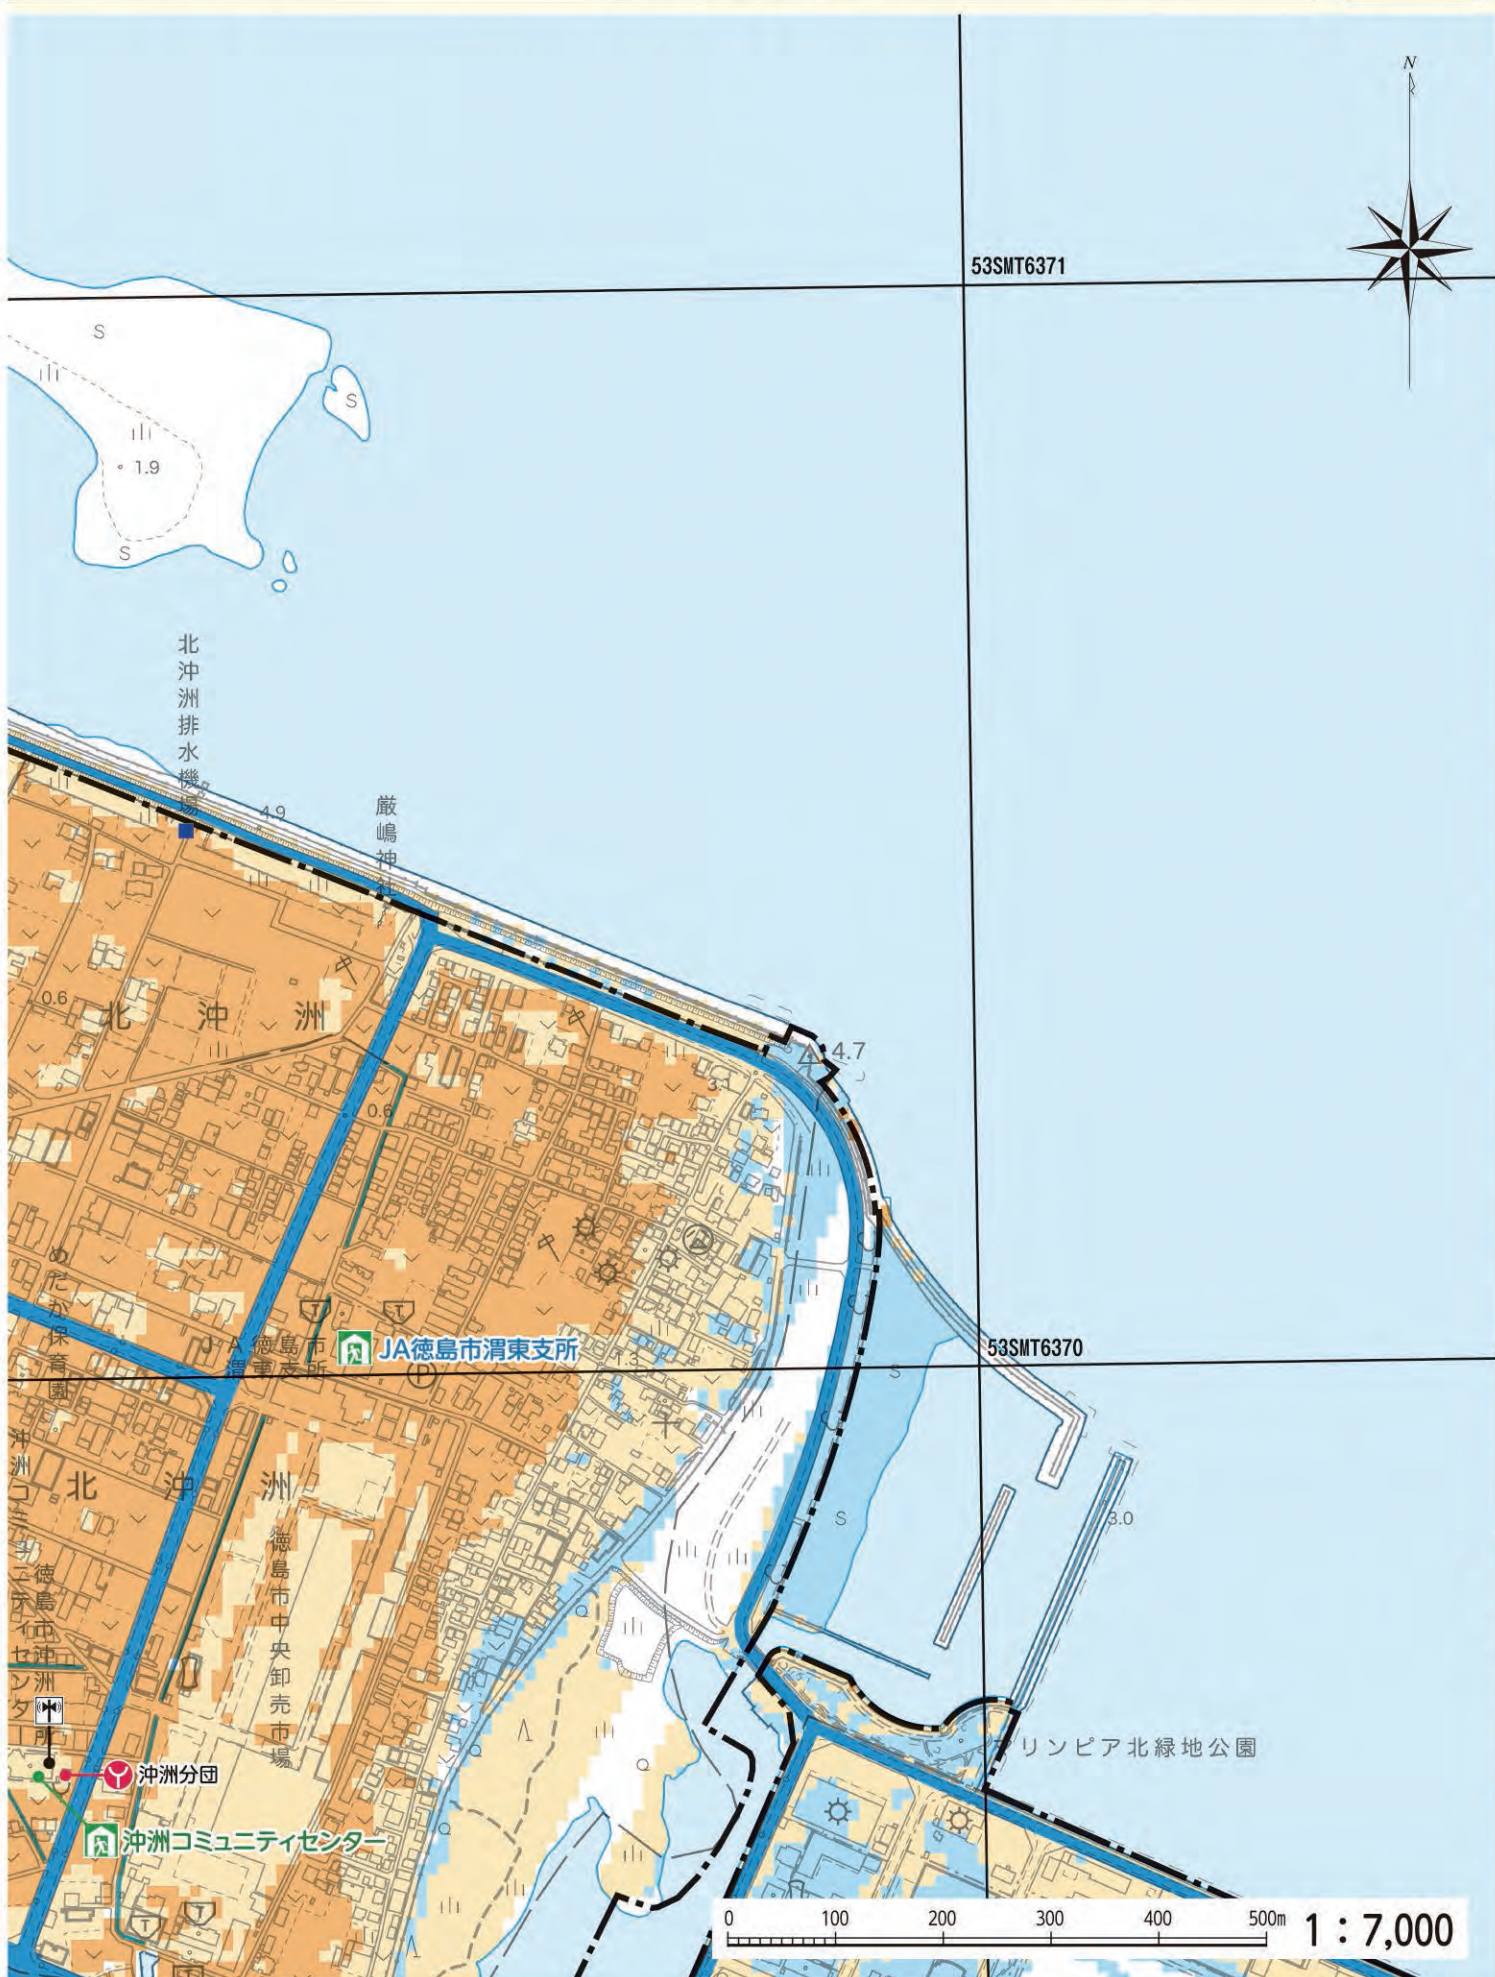 N
53SMT6371
S
S
1.9
S
北沖洲排水機場
4.9
厳嶋神社
0.6
北沖洲
4.7
3.1
0.6
めだか保育園
T
T
JA徳島市
渭東支所
JA徳島市渭東支所
P
1.3
53SMT6370
S
北沖洲
沖洲コミュニティセンター
徳島市沖洲
所
徳島市中央卸売市場
S
3.0
リンピア北緑地公園
沖洲分団
沖洲コミュニティセンター
T
T
T
0 100 200 300 400 500m
1:7,000